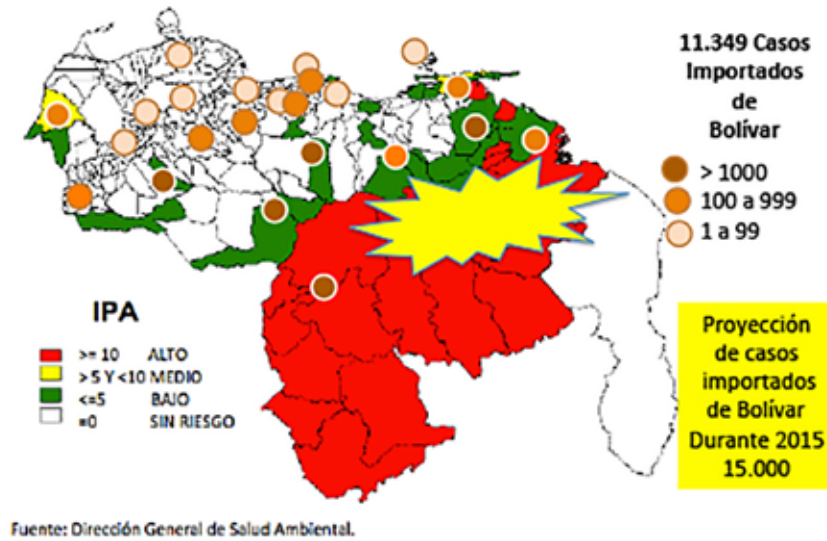 11.349 Casos
Importados
de
Bolívar
> 1000
100 a 999
1 a 99
IPA
>= 10 ALTO
> 5 Y <10 MEDIO
<=5 BAJO
=0 SIN RIESGO
Proyección
de casos
importados
de Bolívar
Durante 2015
15.000
Fuente: Dirección General de Salud Ambiental.